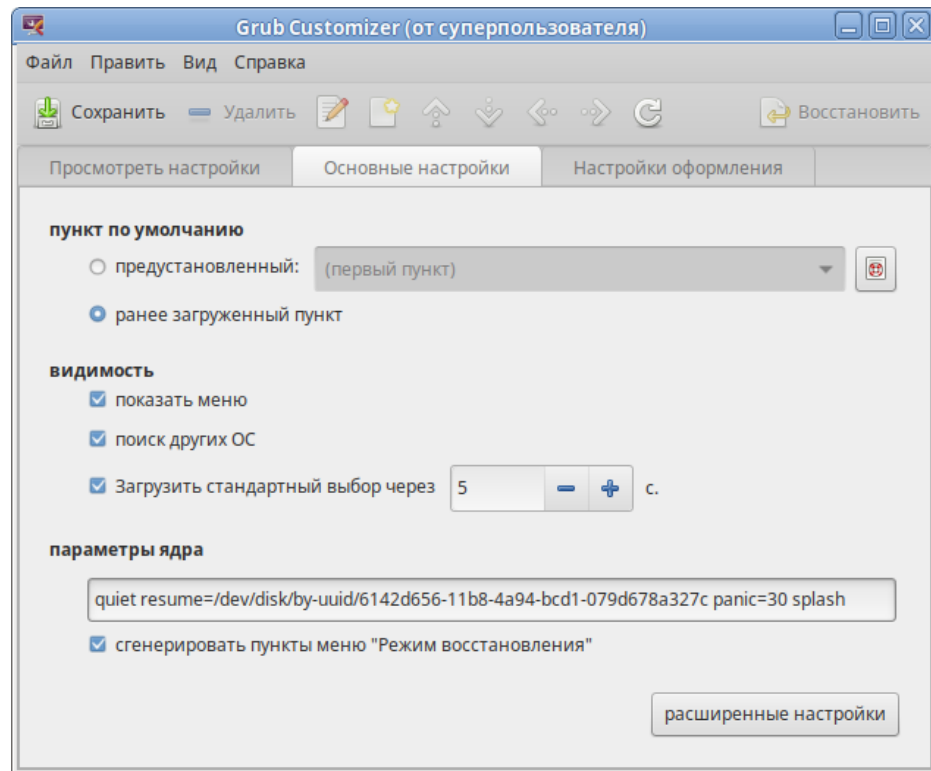 Grub Customizer (от суперпользователя)
Файл Править Вид Справка
Сохранить Удалить Восстановить
Просмотреть настройки Основные настройки Настройки оформления
пункт по умолчанию
предустановленный: (первый пункт)
ранее загруженный пункт
видимость
показать меню
поиск других ОС
Загрузить стандартный выбор через 5 с.
параметры ядра
quiet resume=/dev/disk/by-uuid/6142d656-11b8-4a94-bcd1-079d678a327c panic=30 splash
сгенерировать пункты меню "Режим восстановления"
расширенные настройки